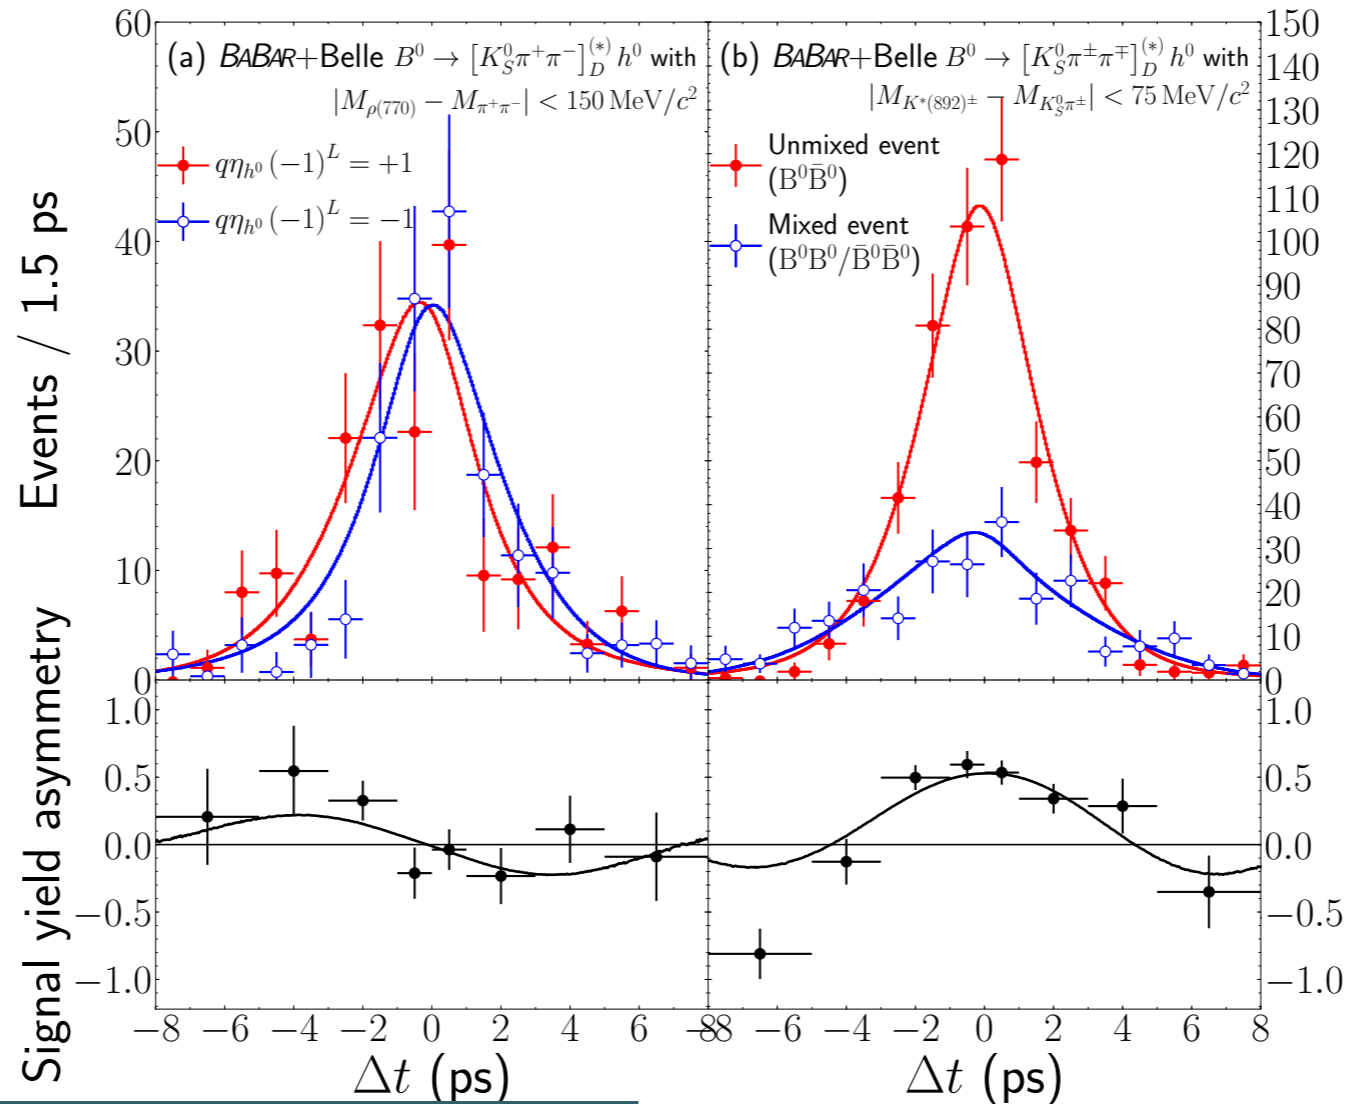 (a) BABAR+Belle B⁰ → [K⁰_S π⁺π⁻]_D^(*) h⁰ with
|M_ρ(770) − M_π⁺π⁻| < 150 MeV/c²
qη_h⁰ (−1)^L = +1
qη_h⁰ (−1)^L = −1
(b) BABAR+Belle B⁰ → [K⁰_S π^±π^∓]_D^(*) h⁰ with
|M_K*(892)^± − M_K⁰_Sπ^±| < 75 MeV/c²
Unmixed event
(B⁰B̄⁰)
Mixed event
(B⁰B⁰/B̄⁰B̄⁰)
Events / 1.5 ps
60
50
40
30
20
10
0
150
140
130
120
110
100
90
80
70
60
50
40
30
20
10
0
Signal yield asymmetry
1.0
0.5
0.0
−0.5
−1.0
1.0
0.5
0.0
−0.5
−1.0
−8 −6 −4 −2 0 2 4 6 8
−8 −6 −4 −2 0 2 4 6 8
Δt (ps)
Δt (ps)